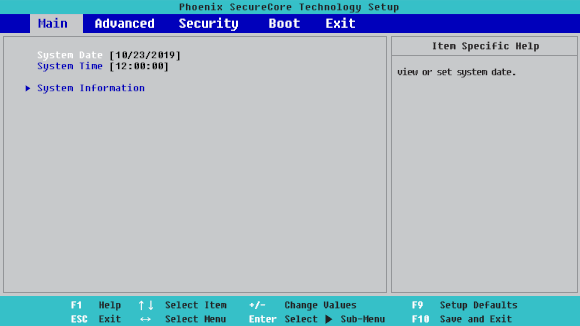 Phoenix SecureCore Technology Setup
Main Advanced Security Boot Exit
System Date [10/23/2019]
System Time [12:00:00]
System Information
Item Specific Help
view or set system date.
F1 Help ↑↓ Select Item +/- Change Values F9 Setup Defaults
ESC Exit ↔ Select Menu Enter Select ▶ Sub-Menu F10 Save and Exit